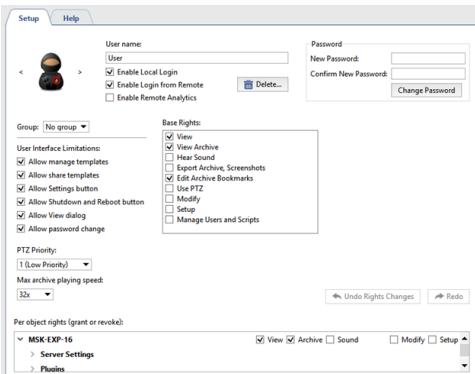 Setup Help
User name:
User
Enable Local Login
Enable Login from Remote
Delete...
Enable Remote Analytics
Password
New Password:
Confirm New Password:
Change Password
Group: No group
User Interface Limitations:
Allow manage templates
Allow share templates
Allow Settings button
Allow Shutdown and Reboot button
Allow View dialog
Allow password change
Base Rights:
View
View Archive
Hear Sound
Export Archive, Screenshots
Edit Archive Bookmarks
Use PTZ
Modify
Setup
Manage Users and Scripts
PTZ Priority:
1 (Low Priority)
Max archive playing speed:
32x
Undo Rights Changes Redo
Per object rights (grant or revoke):
MSK-EXP-16 View Archive Sound Modify Setup
Server Settings
Plugins